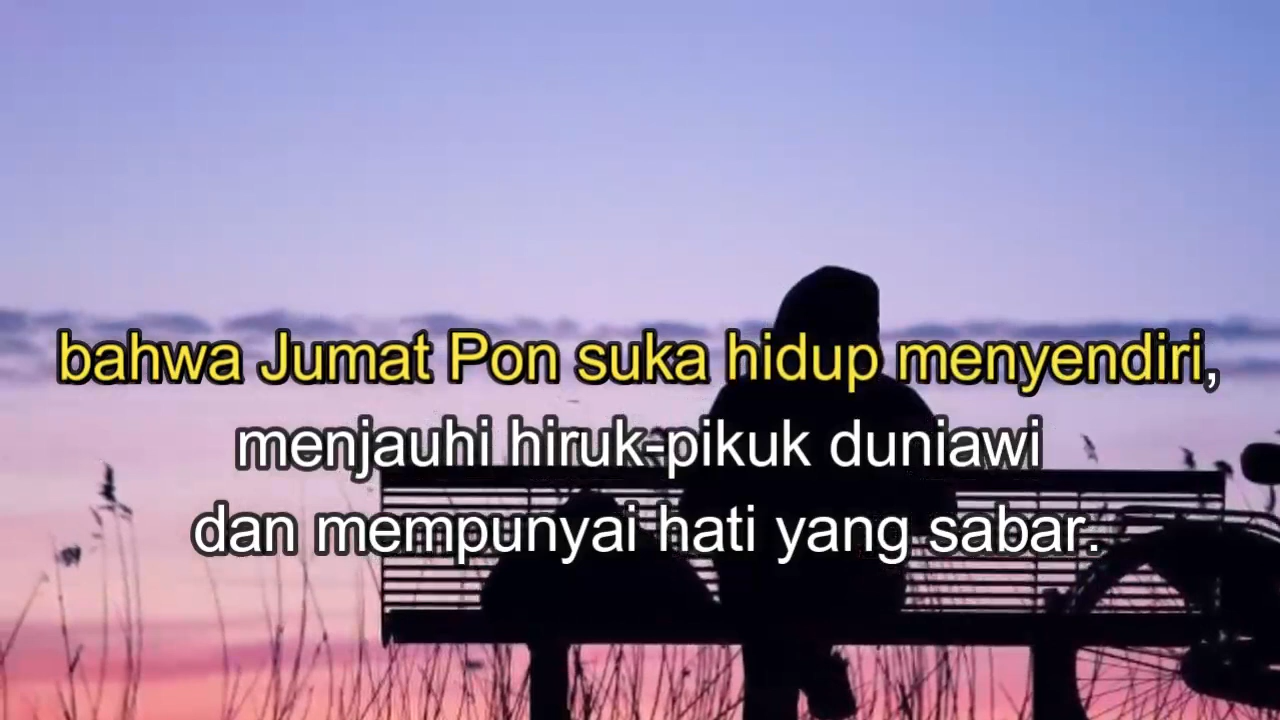 bahwa Jumat Pon suka hidup menyendiri,
menjauhi hiruk-pikuk duniawi
dan mempunyai hati yang sabar.